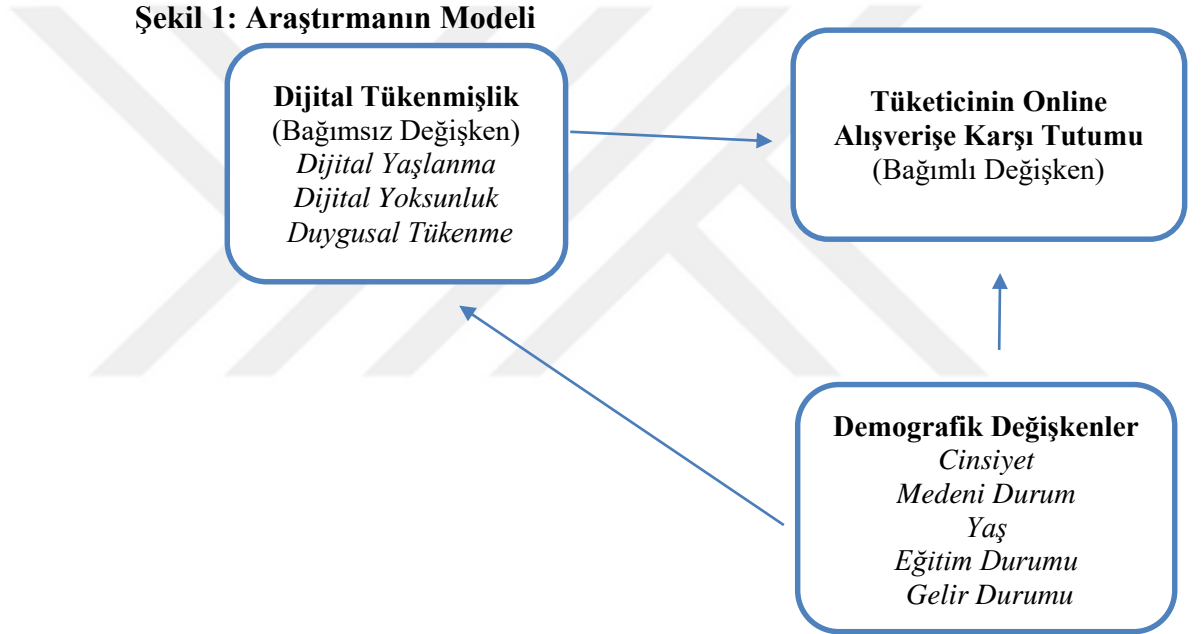 Şekil 1: Araştırmanın Modeli
Dijital Tükenmişlik
(Bağımsız Değişken)
Dijital Yaşlanma
Dijital Yoksunluk
Duygusal Tükenme
Tüketicinin Online
Alışverişe Karşı Tutumu
(Bağımlı Değişken)
Demografik Değişkenler
Cinsiyet
Medeni Durum
Yaş
Eğitim Durumu
Gelir Durumu